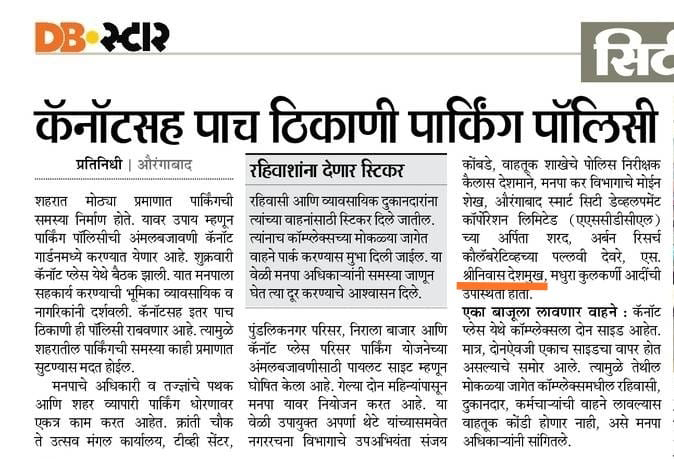 DB स्टार
सिटी
कॅनॉटसह पाच ठिकाणी पार्किंग पॉलिसी
प्रतिनिधी | औरंगाबाद
शहरात मोठ्या प्रमाणात पार्किंगची
समस्या निर्माण होते. यावर उपाय म्हणून
पार्किंग पॉलिसीची अंमलबजावणी कॅनॉट
गार्डनमध्ये करण्यात येणार आहे. शुक्रवारी
कॅनॉट प्लेस येथे बैठक झाली. यात मनपाला
सहकार्य करण्याची भूमिका व्यावसायिक व
नागरिकांनी दर्शवली. कॅनॉटसह इतर पाच
ठिकाणी ही पॉलिसी राबवणार आहे. त्यामुळे
शहरातील पार्किंगची समस्या काही प्रमाणात
सुटण्यास मदत होईल.
मनपाचे अधिकारी व तज्ज्ञांचे पथक
आणि शहर व्यापारी पार्किंग धोरणावर
एकत्र काम करत आहेत. क्रांती चौक
ते उत्सव मंगल कार्यालय, टीव्ही सेंटर,
रहिवाशांना देणार स्टिकर
रहिवासी आणि व्यावसायिक दुकानदारांना
त्यांच्या वाहनांसाठी स्टिकर दिले जातील.
त्यांनाच कॉम्प्लेक्सच्या मोकळ्या जागेत
वाहने पार्क करण्यास मुभा दिली जाईल. या
वेळी मनपा अधिकाऱ्यांनी समस्या जाणून
घेत त्या दूर करण्याचे आश्वासन दिले.
पुंडलिकनगर परिसर, निराला बाजार आणि
कॅनॉट प्लेस परिसर पार्किंग योजनेच्या
अंमलबजावणीसाठी पायलट साइट म्हणून
घोषित केला आहे. गेल्या दोन महिन्यांपासून
मनपा यावर नियोजन करत आहे. या
वेळी उपायुक्त अपर्णा थेटे यांच्यासमवेत
नगररचना विभागाचे उपअभियंता संजय
कोंबडे, वाहतूक शाखेचे पोलिस निरीक्षक
कैलास देशमाने, मनपा कर विभागाचे मोईन
शेख, औरंगाबाद स्मार्ट सिटी डेव्हलपमेंट
कॉर्पोरेशन लिमिटेड (एएससीडीसीएल)
च्या अर्पिता शरद, अर्बन रिसर्च
कौलॅबरेटिव्हच्या पल्लवी देवरे, एस.
श्रीनिवास देशमुख, मधुरा कुलकर्णी आदींची
उपस्थिती होती.
एका बाजूला लावणार वाहने : कॅनॉट
प्लेस येथे कॉम्प्लेक्सला दोन साइड आहेत.
मात्र, दोनऐवजी एकाच साइडचा वापर होत
असल्याचे समोर आले. त्यामुळे तेथील
मोकळ्या जागेत कॉम्प्लेक्समधील रहिवासी,
दुकानदार, कर्मचाऱ्यांची वाहने लावल्यास
वाहतूक कोंडी होणार नाही, असे मनपा
अधिकाऱ्यांनी सांगितले.